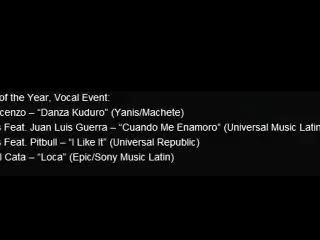 of the Year, Vocal Event:
cenzo – “Danza Kuduro” (Yanis/Machete)
s Feat. Juan Luis Guerra – “Cuando Me Enamoro” (Universal Music Latin
s Feat. Pitbull – “I Like It” (Universal Republic)
l Cata – “Loca” (Epic/Sony Music Latin)